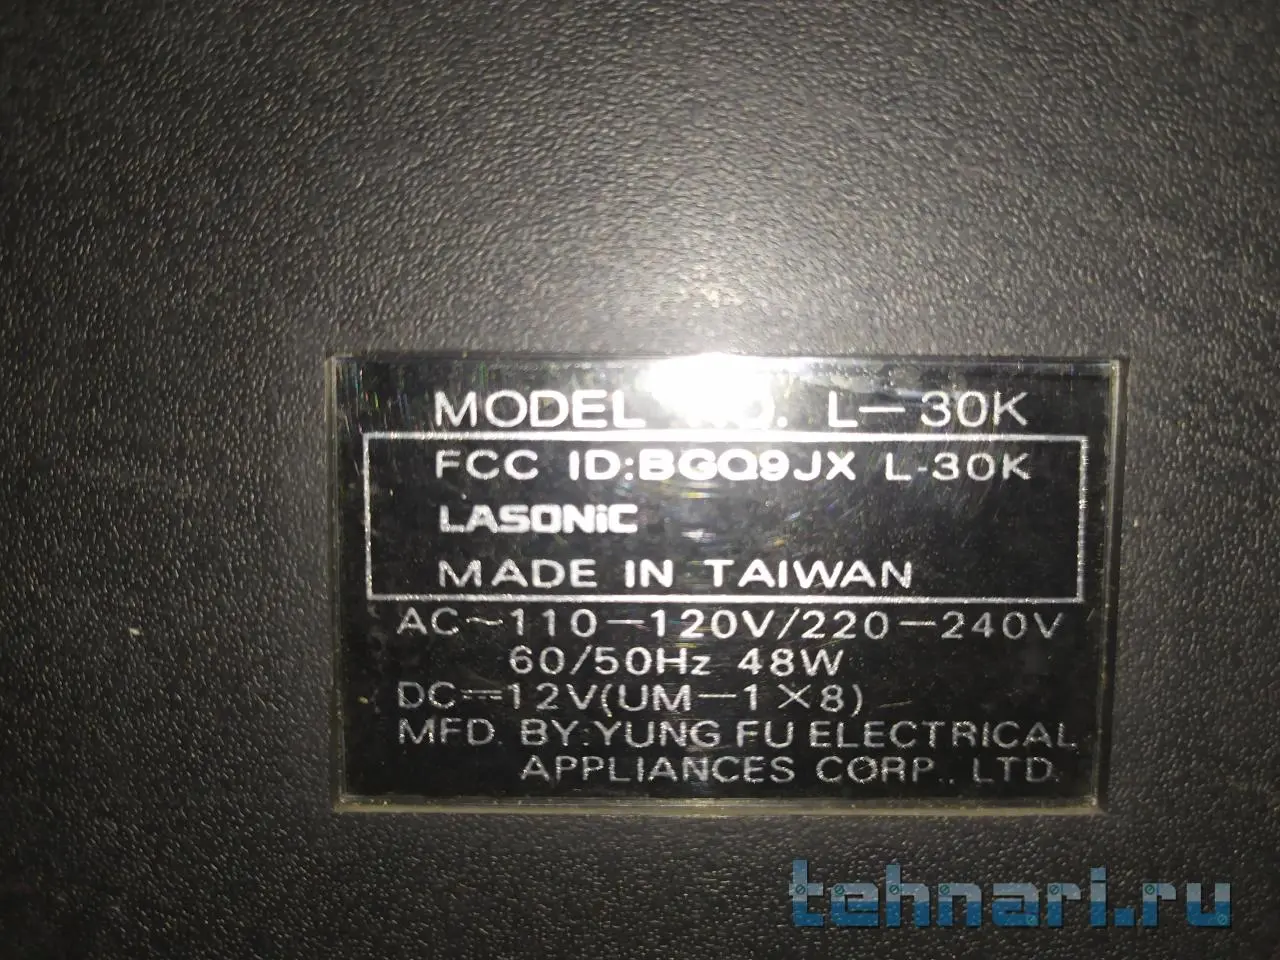 MODEL NO. L-30K
FCC ID:BGQ9JX L-30K
LASONiC
MADE IN TAIWAN
AC~110-120V/220-240V
60/50Hz 48W
DC⎓12V(UM-1×8)
MFD. BY:YUNG FU ELECTRICAL
APPLIANCES CORP., LTD.
tehnari.ru